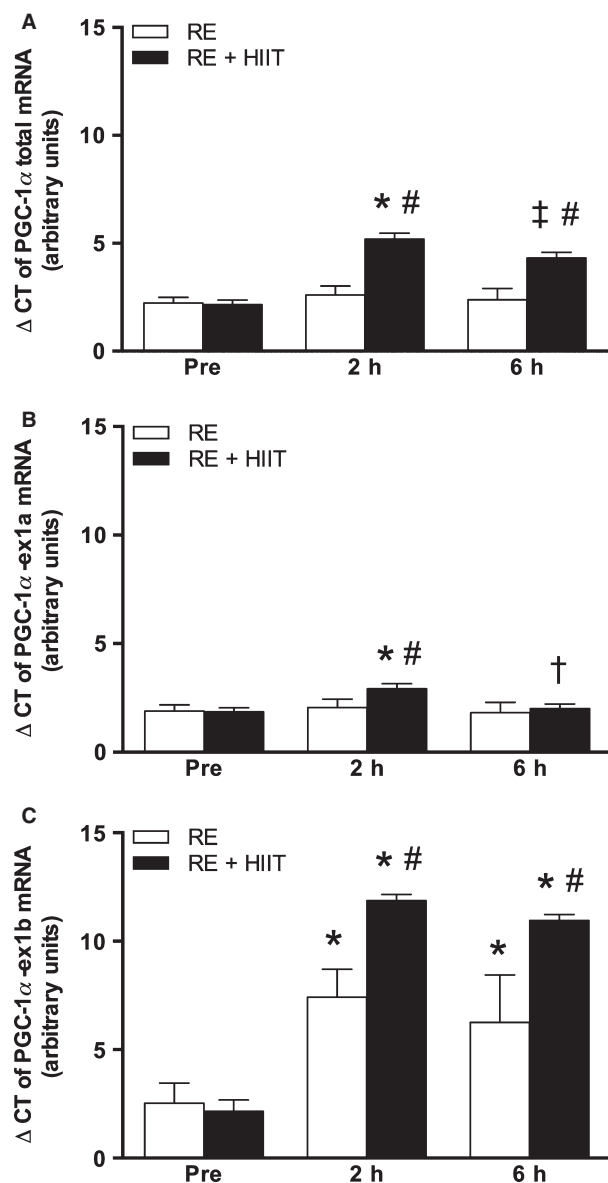 A
Δ CT of PGC-1α total mRNA
(arbitrary units)
15
10
5
0
RE
RE + HIIT
* #
‡ #
Pre
2 h
6 h
B
Δ CT of PGC-1α-ex1a mRNA
(arbitrary units)
15
10
5
0
RE
RE + HIIT
* #
†
Pre
2 h
6 h
C
Δ CT of PGC-1α-ex1b mRNA
(arbitrary units)
15
10
5
0
RE
RE + HIIT
*
* #
*
* #
Pre
2 h
6 h